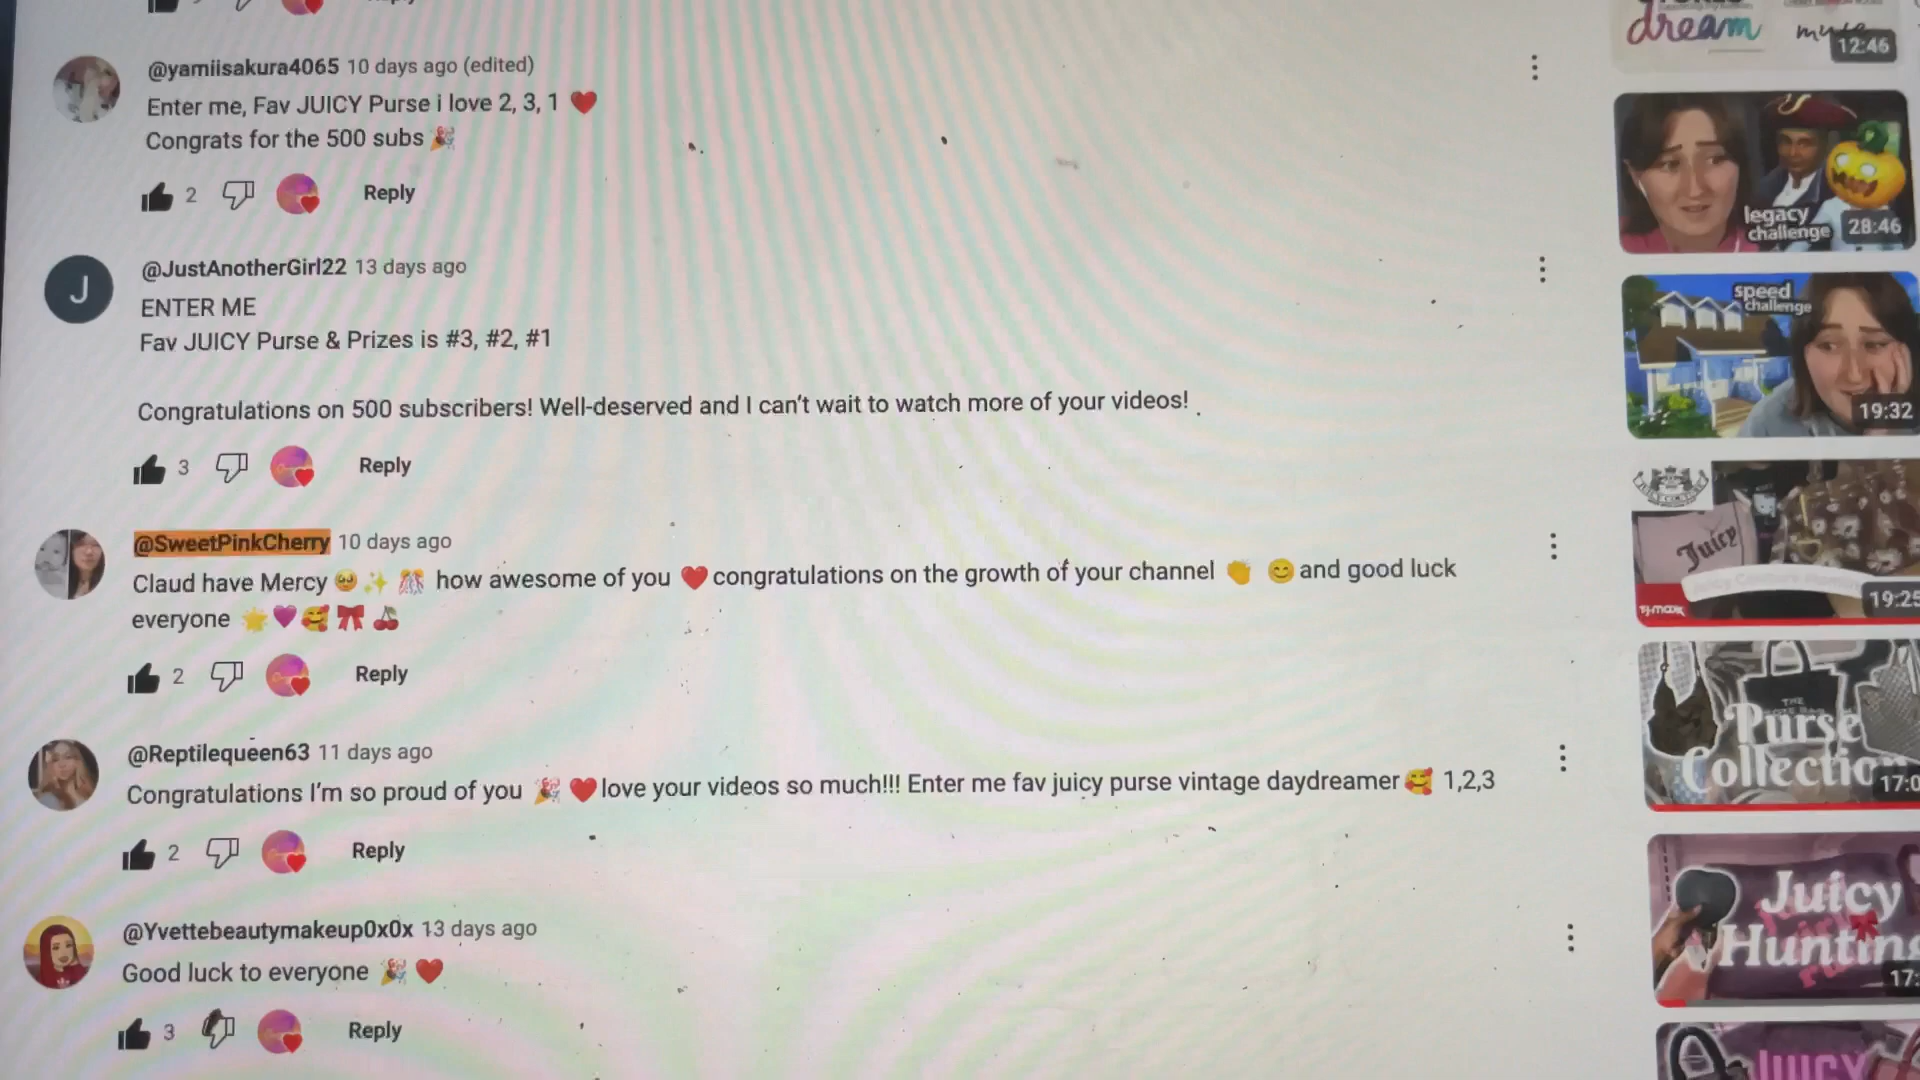 Reply
@yamiisakura4065 10 days ago (edited)
Enter me, Fav JUICY Purse i love 2, 3, 1 ❤️
Congrats for the 500 subs 🎉
2 Reply
J
@JustAnotherGirl22 13 days ago
ENTER ME
Fav JUICY Purse & Prizes is #3, #2, #1
Congratulations on 500 subscribers! Well-deserved and I can't wait to watch more of your videos!
3 Reply
@SweetPinkCherry 10 days ago
Claud have Mercy 🥹✨ 🎊 how awesome of you ❤️congratulations on the growth of your channel 👏 😊and good luck
everyone 🌟💜🥰🎀🍒
2 Reply
@Reptilequeen63 11 days ago
Congratulations I'm so proud of you 🎉 ❤️love your videos so much!!! Enter me fav juicy purse vintage daydreamer🥰 1,2,3
2 Reply
@Yvettebeautymakeup0x0x 13 days ago
Good luck to everyone 🎉❤️
3 Reply
dream
12:46
legacy
challenge
28:46
speed
challenge
19:32
Juicy
TJ-maxx
19:25
THE
Purse
Collection
17:0
Juicy
Hunting
17:
JUICY